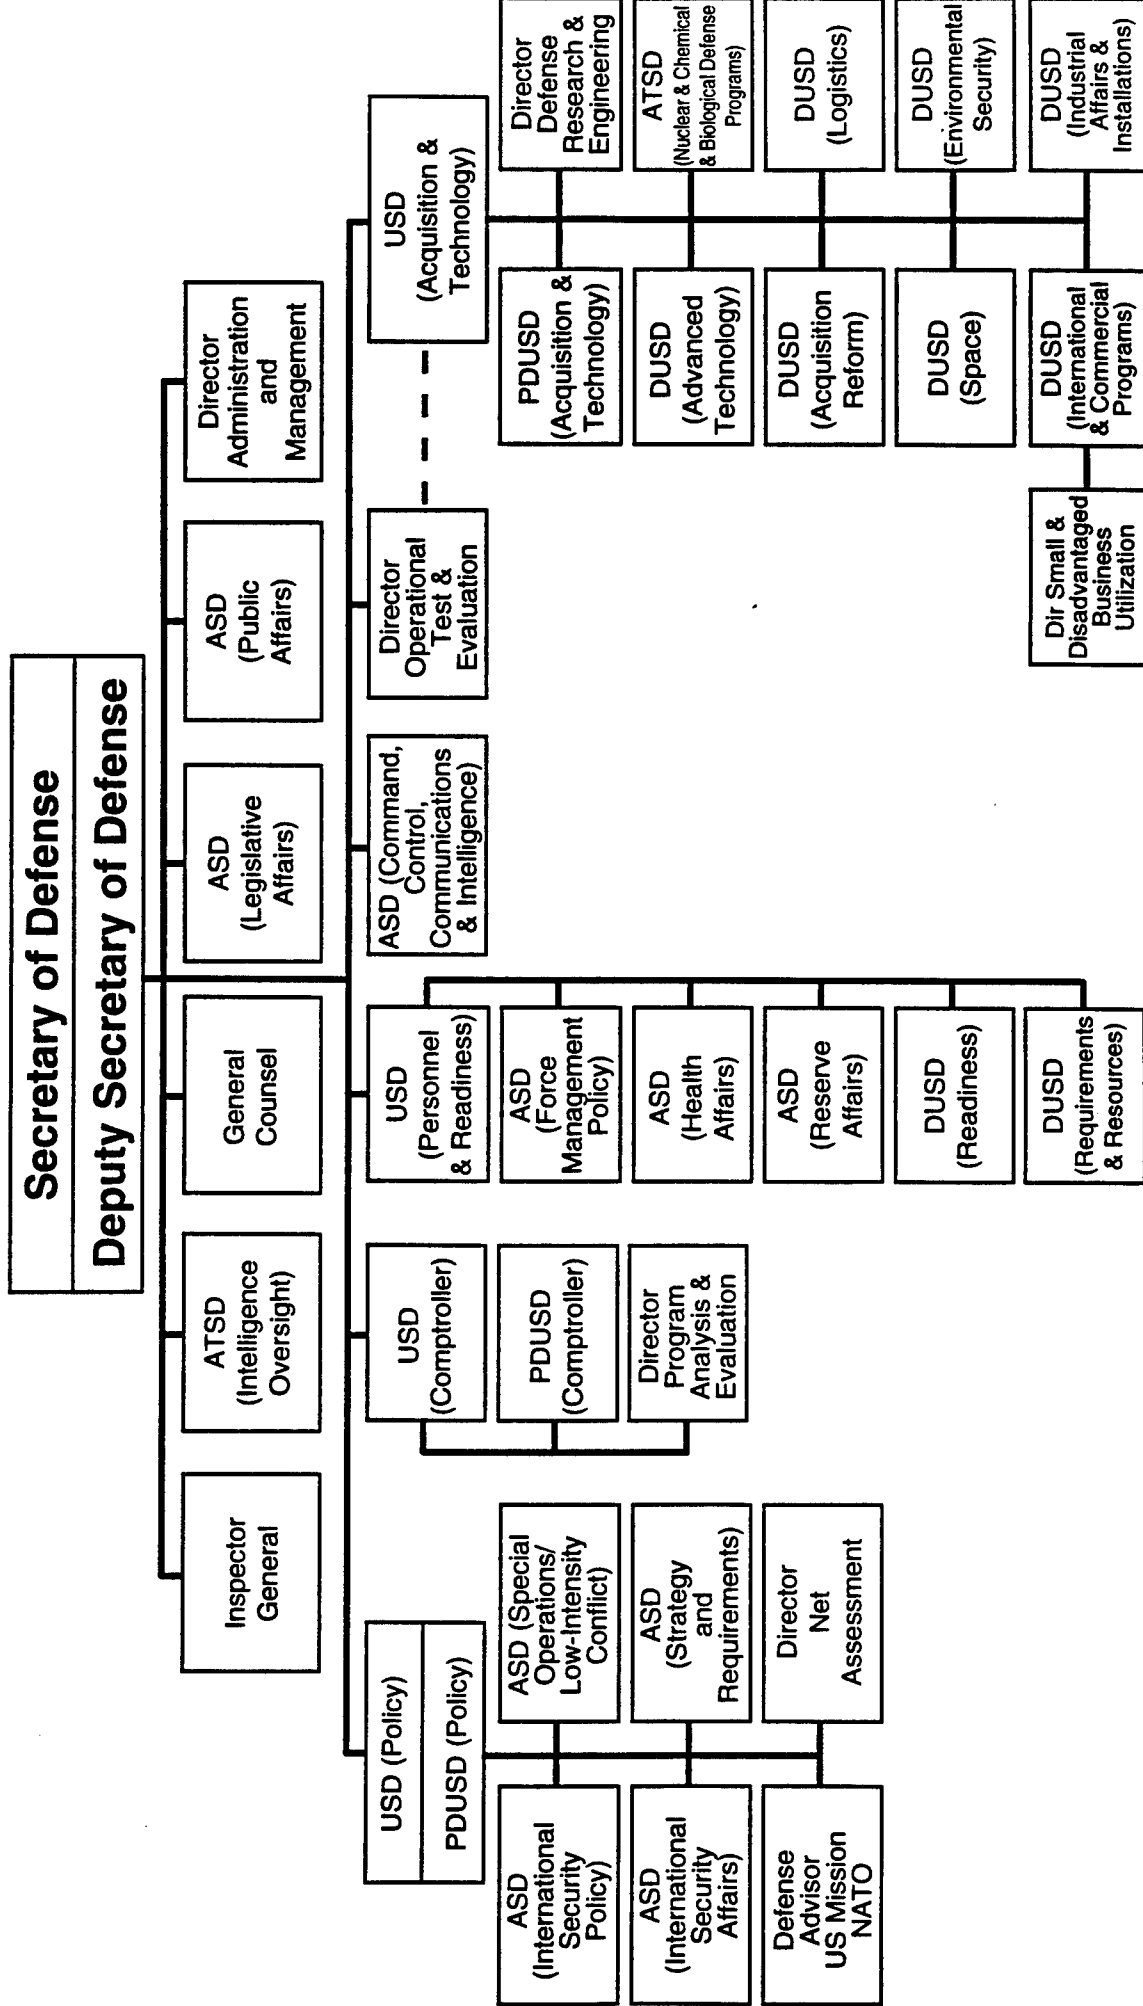 Secretary of Defense
Deputy Secretary of Defense
Inspector
General
ATSD
(Intelligence
Oversight)
General
Counsel
ASD
(Legislative
Affairs)
ASD
(Public
Affairs)
Director
Administration
and
Management
USD (Policy)
PDUSD (Policy)
USD
(Comptroller)
USD
(Personnel
& Readiness)
ASD (Command,
Control,
Communications
& Intelligence)
Director
Operational
Test &
Evaluation
USD
(Acquisition &
Technology)
ASD
(International
Security
Policy)
ASD (Special
Operations/
Low-Intensity
Conflict)
ASD
(International
Security
Affairs)
ASD
(Strategy
and
Requirements)
Defense
Advisor
US Mission
NATO
Director
Net
Assessment
PDUSD
(Comptroller)
Director
Program
Analysis &
Evaluation
ASD
(Force
Management
Policy)
ASD
(Health
Affairs)
ASD
(Reserve
Affairs)
DUSD
(Readiness)
DUSD
(Requirements
& Resources)
PDUSD
(Acquisition &
Technology)
Director
Defense
Research &
Engineering
DUSD
(Advanced
Technology)
ATSD
(Nuclear & Chemical
& Biological Defense
Programs)
DUSD
(Acquisition
Reform)
DUSD
(Logistics)
DUSD
(Space)
DUSD
(Environmental
Security)
Dir Small &
Disadvantaged
Business
Utilization
DUSD
(International
& Commercial
Programs)
DUSD
(Industrial
Affairs &
Installations)